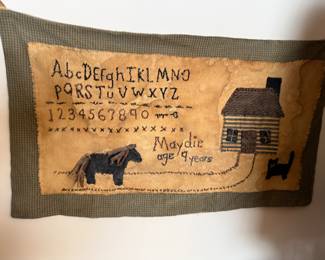 AbcDEfghIKLMNO
PQRSTUVWXYZ
1234567890
Maydie
age 9 years